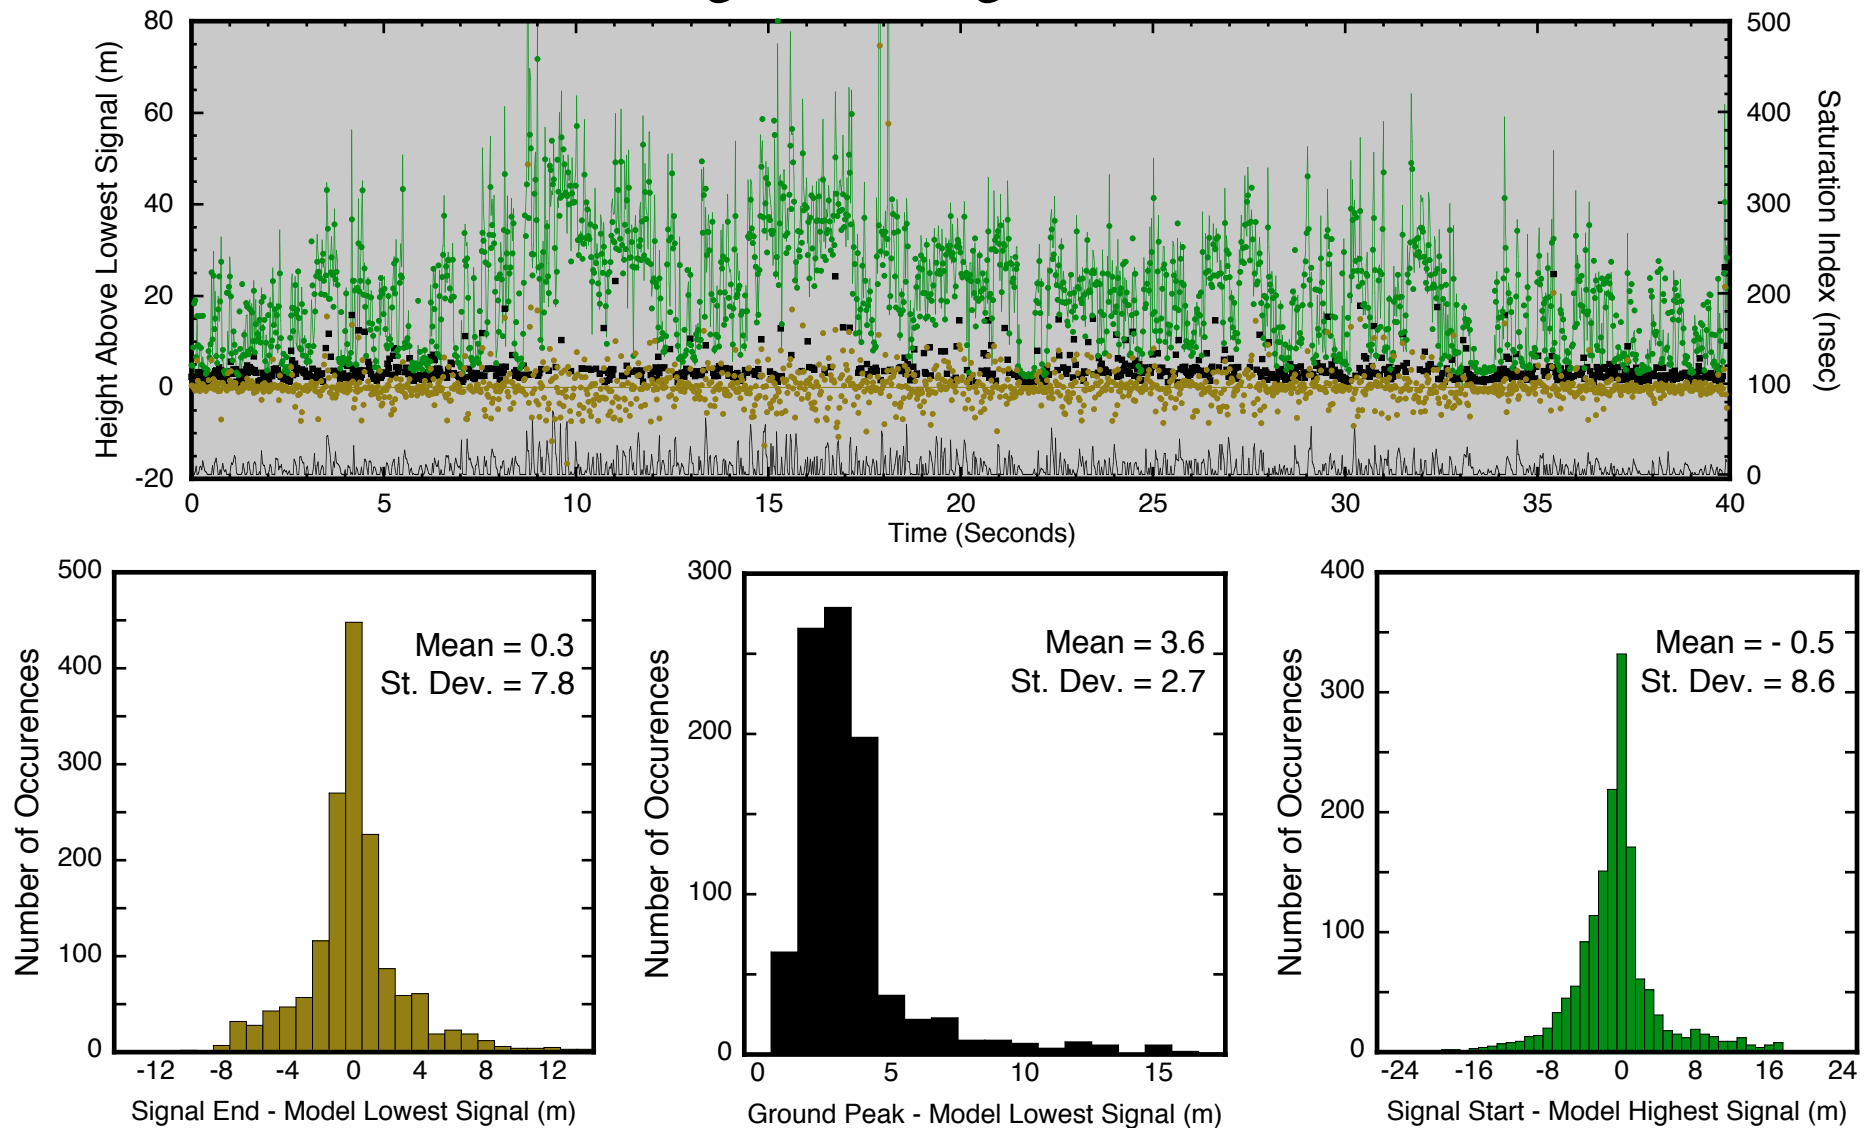 80
60
40
20
0
-20
Height Above Lowest Signal (m)
500
400
300
200
100
0
Saturation Index (nsec)
0 5 10 15 20 25 30 35 40
Time (Seconds)
500
400
300
200
100
0
Number of Occurences
Mean = 0.3
St. Dev. = 7.8
-12 -8 -4 0 4 8 12
Signal End - Model Lowest Signal (m)
300
200
100
0
Number of Occurences
Mean = 3.6
St. Dev. = 2.7
0 5 10 15
Ground Peak - Model Lowest Signal (m)
400
300
200
100
0
Number of Occurences
Mean = - 0.5
St. Dev. = 8.6
-24 -16 -8 0 8 16 24
Signal Start - Model Highest Signal (m)